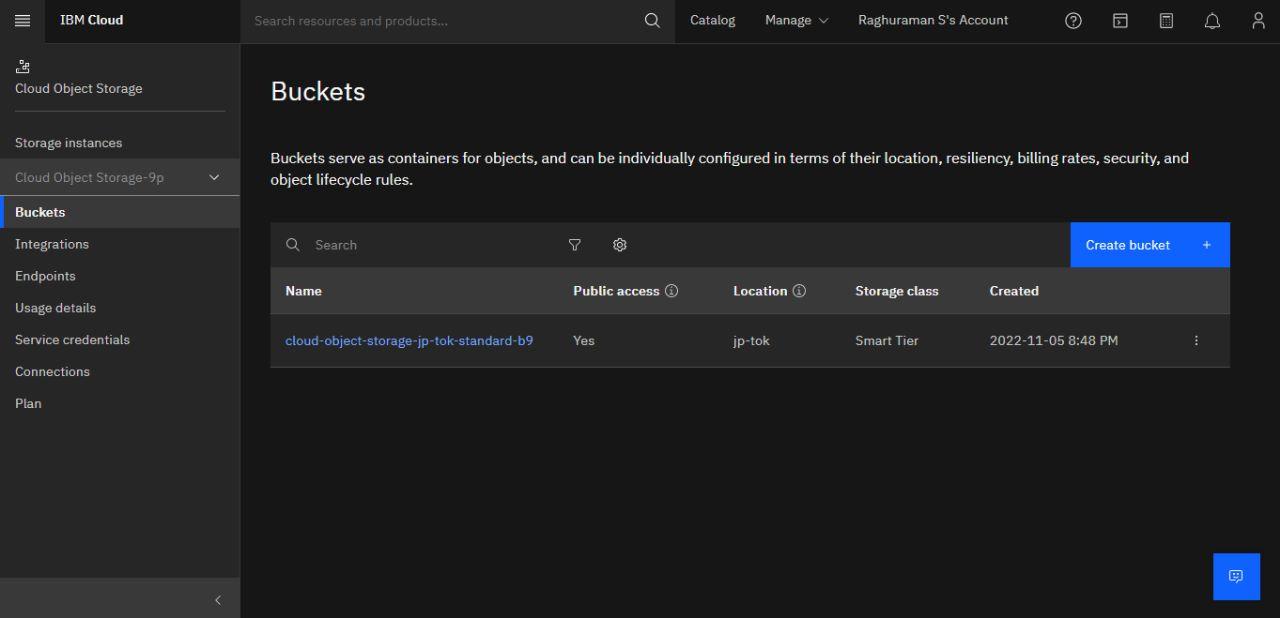 IBM Cloud
Search resources and products...
Catalog
Manage
Raghuraman S's Account
Cloud Object Storage
Storage instances
Cloud Object Storage-9p
Buckets
Integrations
Endpoints
Usage details
Service credentials
Connections
Plan
Buckets
Buckets serve as containers for objects, and can be individually configured in terms of their location, resiliency, billing rates, security, and
object lifecycle rules.
Search
Create bucket +
Name Public access Location Storage class Created
cloud-object-storage-jp-tok-standard-b9 Yes jp-tok Smart Tier 2022-11-05 8:48 PM